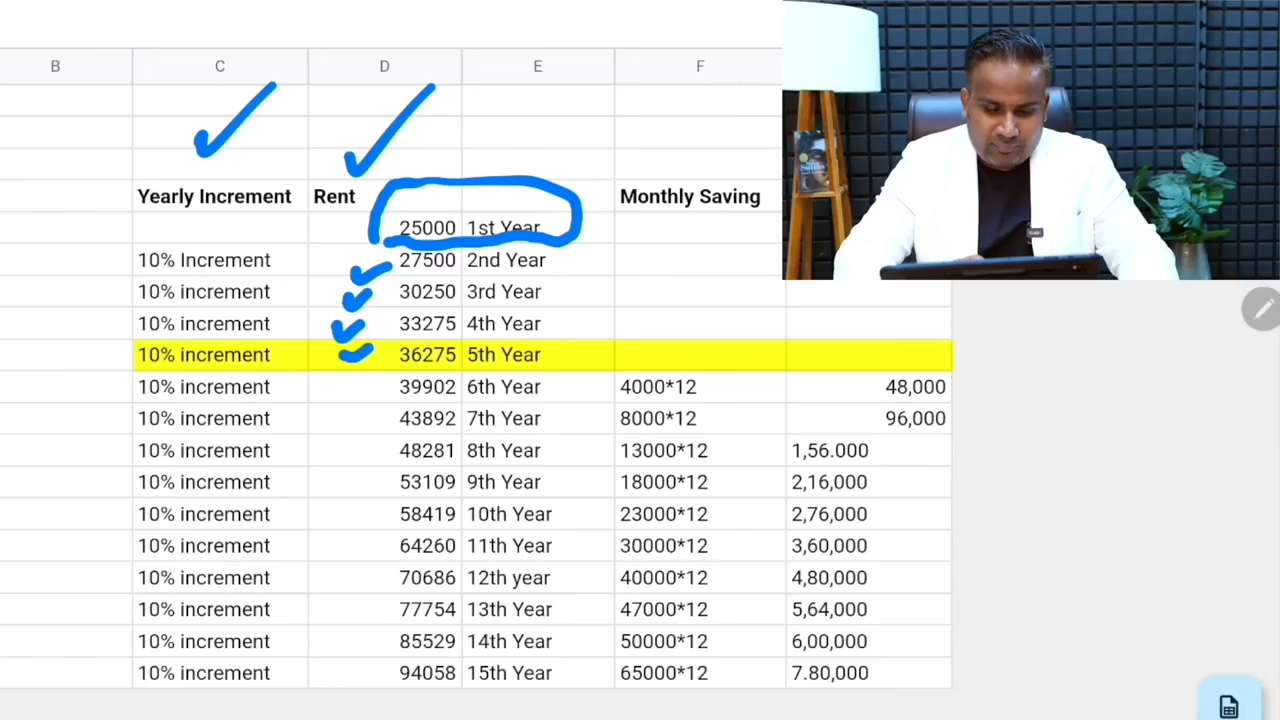 B C D E F
Yearly Increment Rent Monthly Saving
25000 1st Year
10% Increment 27500 2nd Year
10% increment 30250 3rd Year
10% increment 33275 4th Year
10% increment 36275 5th Year
10% increment 39902 6th Year 4000*12 48,000
10% increment 43892 7th Year 8000*12 96,000
10% increment 48281 8th Year 13000*12 1,56.000
10% increment 53109 9th Year 18000*12 2,16,000
10% increment 58419 10th Year 23000*12 2,76,000
10% increment 64260 11th Year 30000*12 3,60,000
10% increment 70686 12th year 40000*12 4,80,000
10% increment 77754 13th Year 47000*12 5,64,000
10% increment 85529 14th Year 50000*12 6,00,000
10% increment 94058 15th Year 65000*12 7.80,000